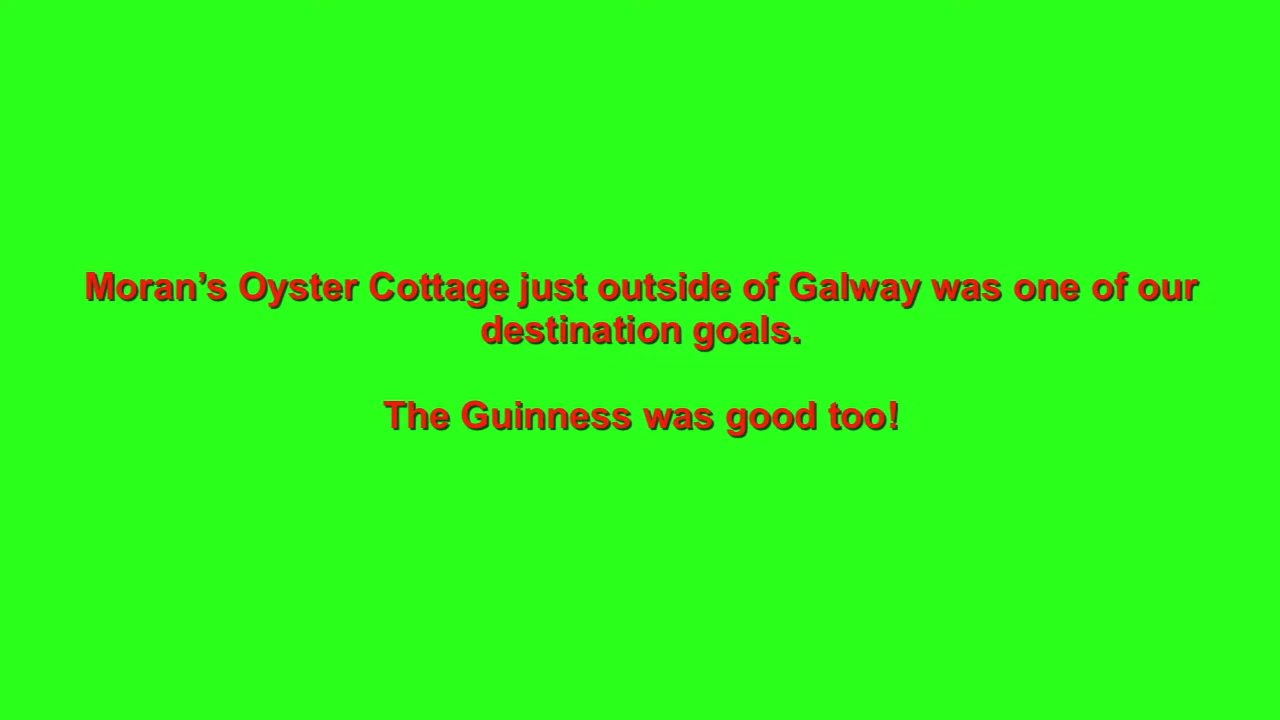 Moran’s Oyster Cottage just outside of Galway was one of our
destination goals.
The Guinness was good too!